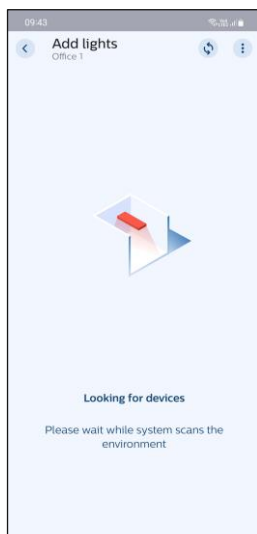 09:43
Add lights
Office 1
Looking for devices
Please wait while system scans the
environment